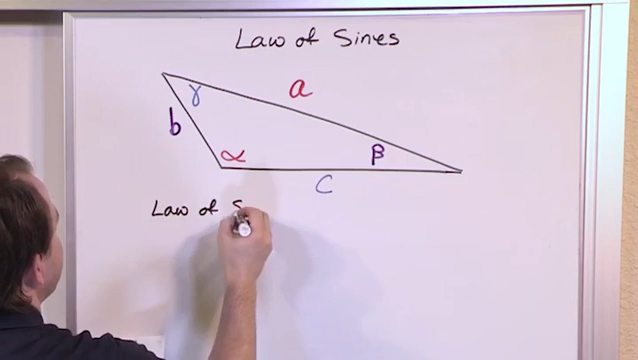 Law of Sines
γ
a
b
α
β
c
Law of S